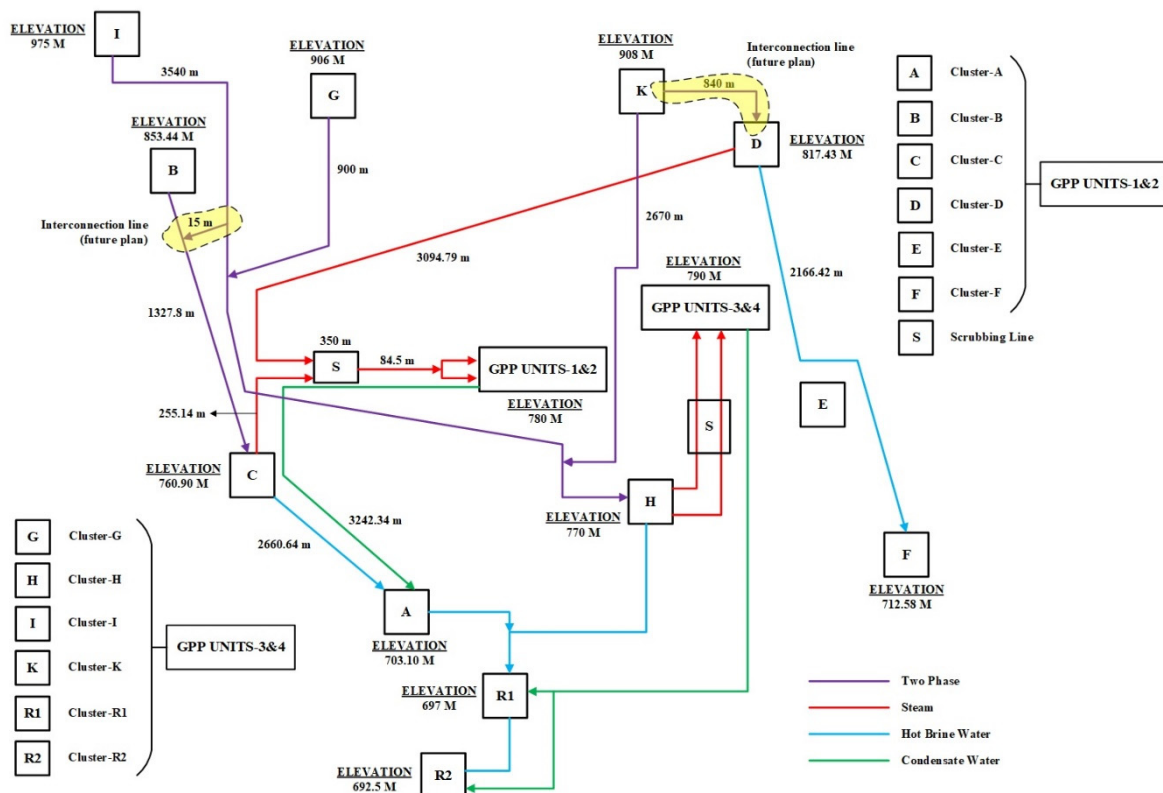 ELEVATION
975 M
I
3540 m
ELEVATION
906 M
G
900 m
ELEVATION
853.44 M
B
Interconnection line
(future plan)
15 m
1327.8 m
ELEVATION
908 M
K
Interconnection line
(future plan)
840 m
D
ELEVATION
817.43 M
2670 m
3094.79 m
2166.42 m
ELEVATION
790 M
GPP UNITS-3&4
350 m
S
84.5 m
GPP UNITS-1&2
ELEVATION
780 M
255.14 m
S
E
C
ELEVATION
760.90 M
H
ELEVATION
770 M
3242.34 m
2660.64 m
F
ELEVATION
712.58 M
A
ELEVATION
703.10 M
R1
ELEVATION
697 M
R2
ELEVATION
692.5 M
A Cluster-A
B Cluster-B
C Cluster-C
D Cluster-D
E Cluster-E
F Cluster-F
S Scrubbing Line
GPP UNITS-1&2
G Cluster-G
H Cluster-H
I Cluster-I
K Cluster-K
R1 Cluster-R1
R2 Cluster-R2
GPP UNITS-3&4
Two Phase
Steam
Hot Brine Water
Condensate Water